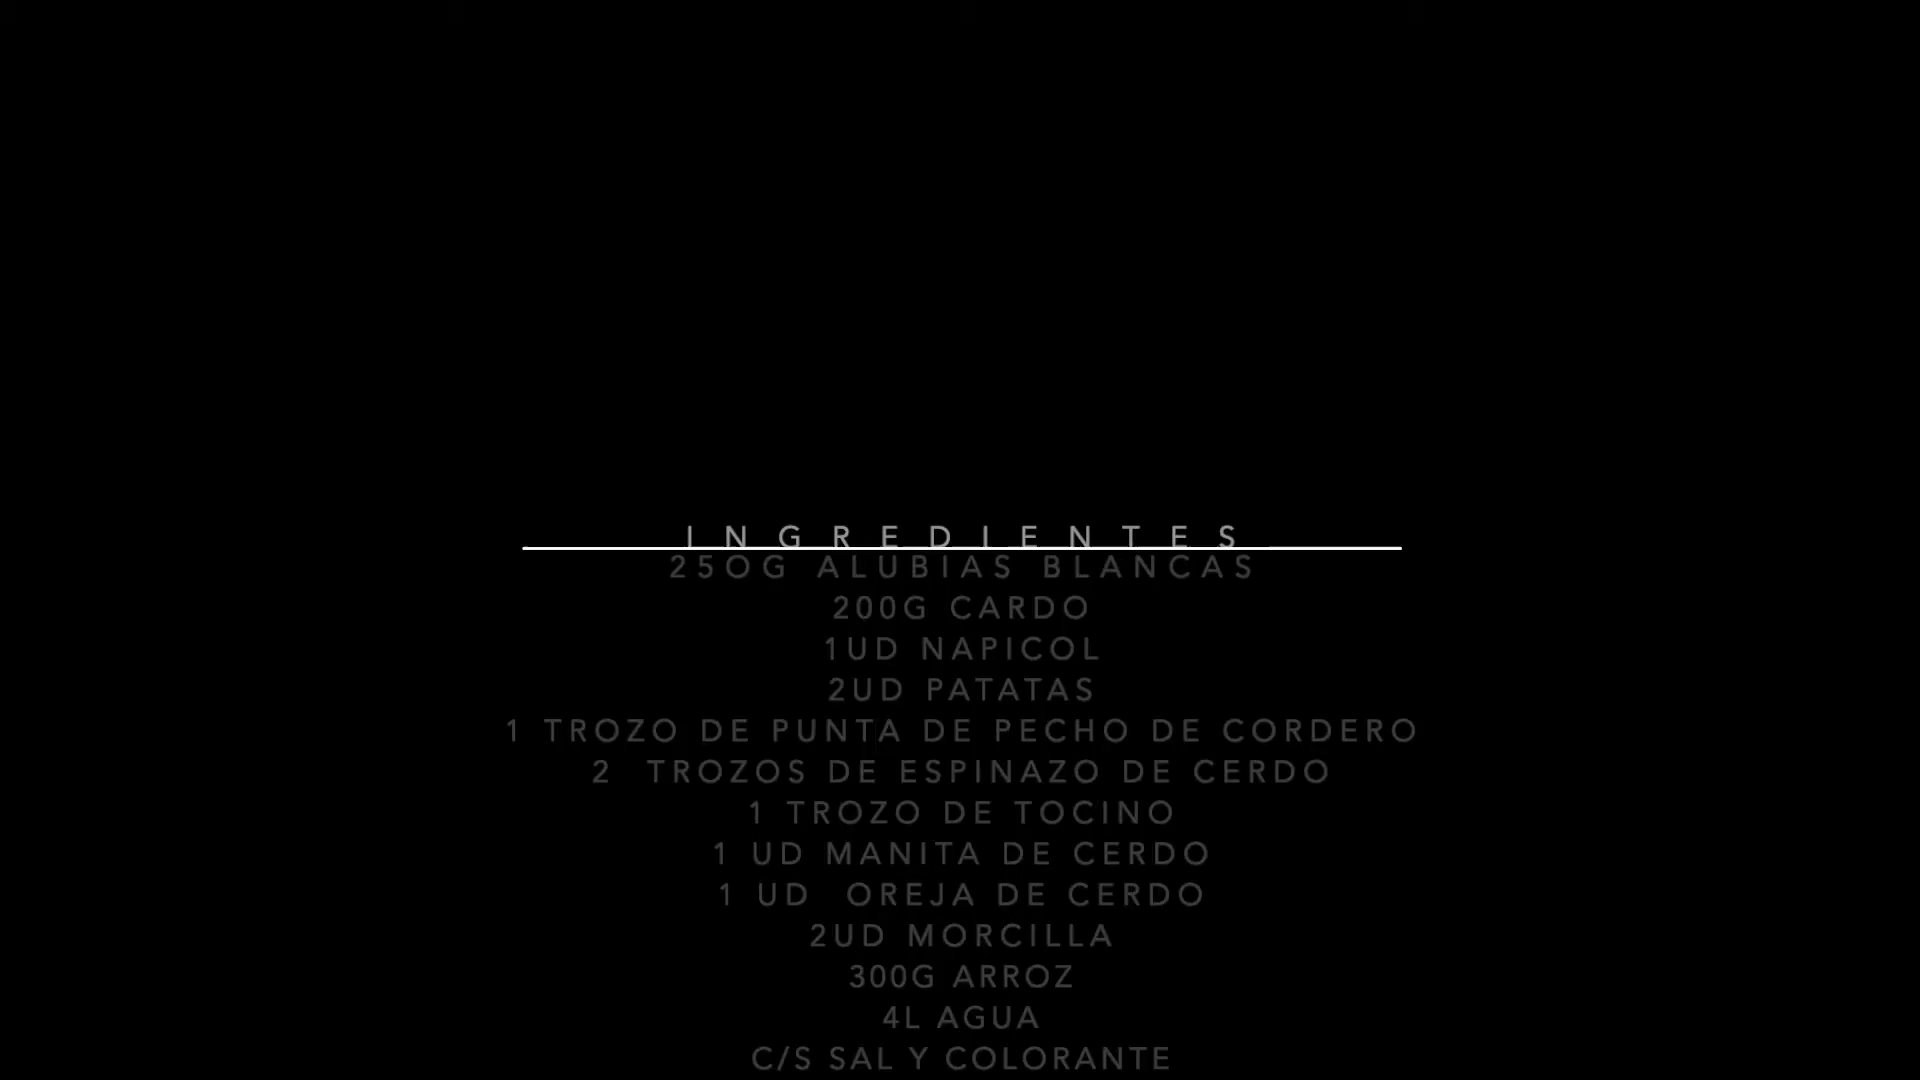 INGREDIENTES
25OG ALUBIAS BLANCAS
200G CARDO
1UD NAPICOL
2UD PATATAS
1 TROZO DE PUNTA DE PECHO DE CORDERO
2 TROZOS DE ESPINAZO DE CERDO
1 TROZO DE TOCINO
1 UD MANITA DE CERDO
1 UD OREJA DE CERDO
2UD MORCILLA
300G ARROZ
4L AGUA
C/S SAL Y COLORANTE